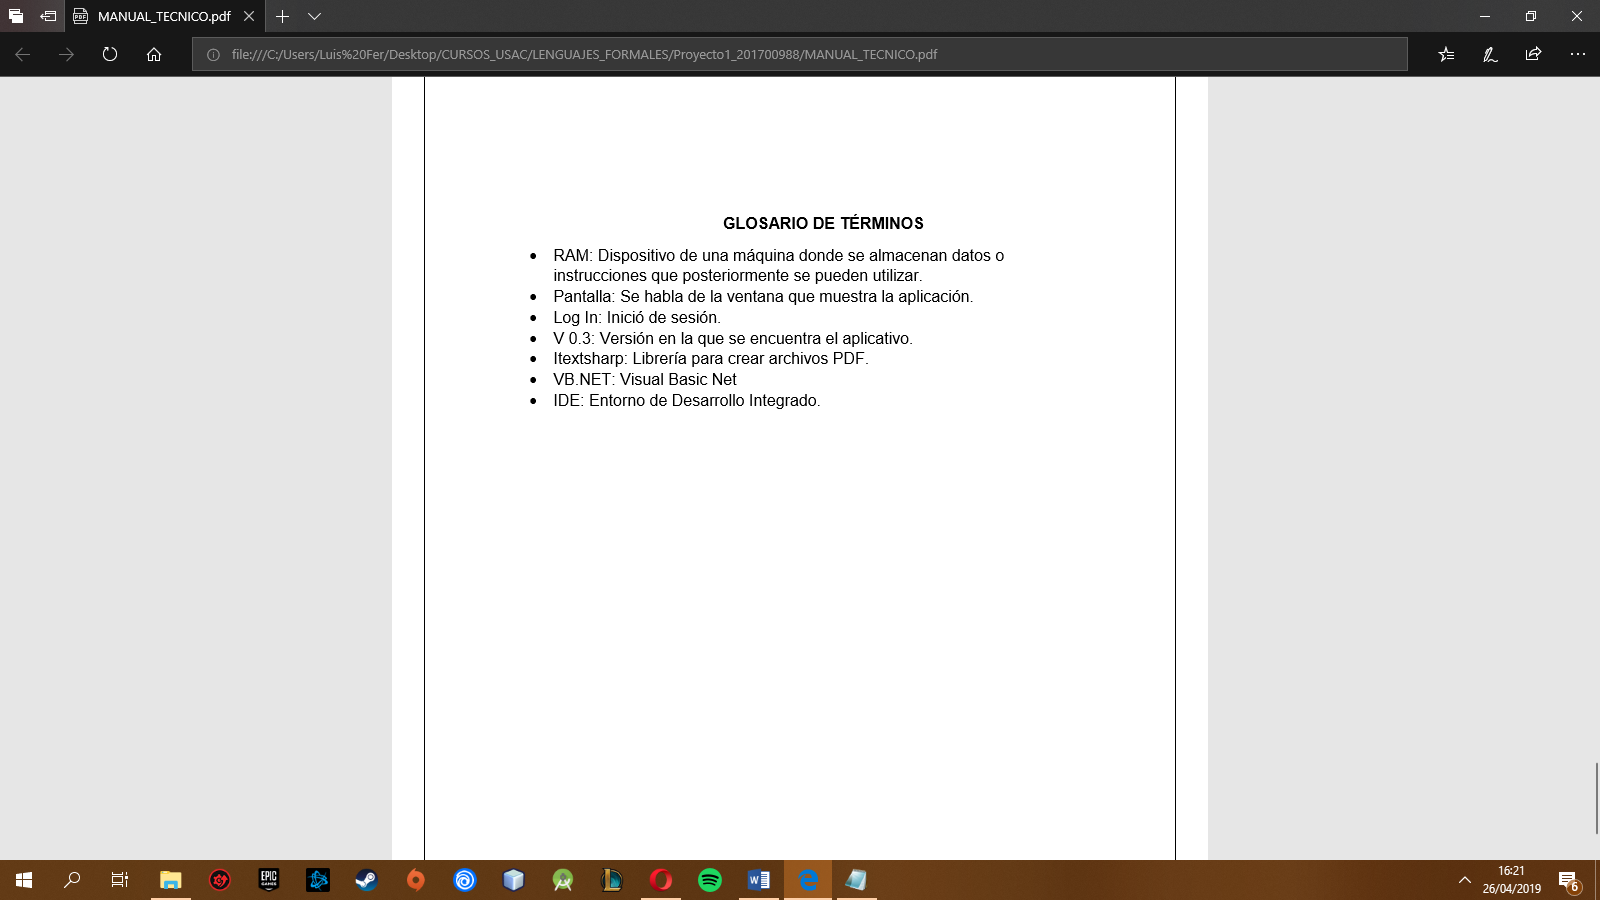 MANUAL_TECNICO.pdf
file:///C:/Users/Luis%20Fer/Desktop/CURSOS_USAC/LENGUAJES_FORMALES/Proyecto1_201700988/MANUAL_TECNICO.pdf
GLOSARIO DE TÉRMINOS
• RAM: Dispositivo de una máquina donde se almacenan datos o
instrucciones que posteriormente se pueden utilizar.
• Pantalla: Se habla de la ventana que muestra la aplicación.
• Log In: Inició de sesión.
• V 0.3: Versión en la que se encuentra el aplicativo.
• Itextsharp: Librería para crear archivos PDF.
• VB.NET: Visual Basic Net
• IDE: Entorno de Desarrollo Integrado.
EPIC
GAMES
16:21
26/04/2019
6